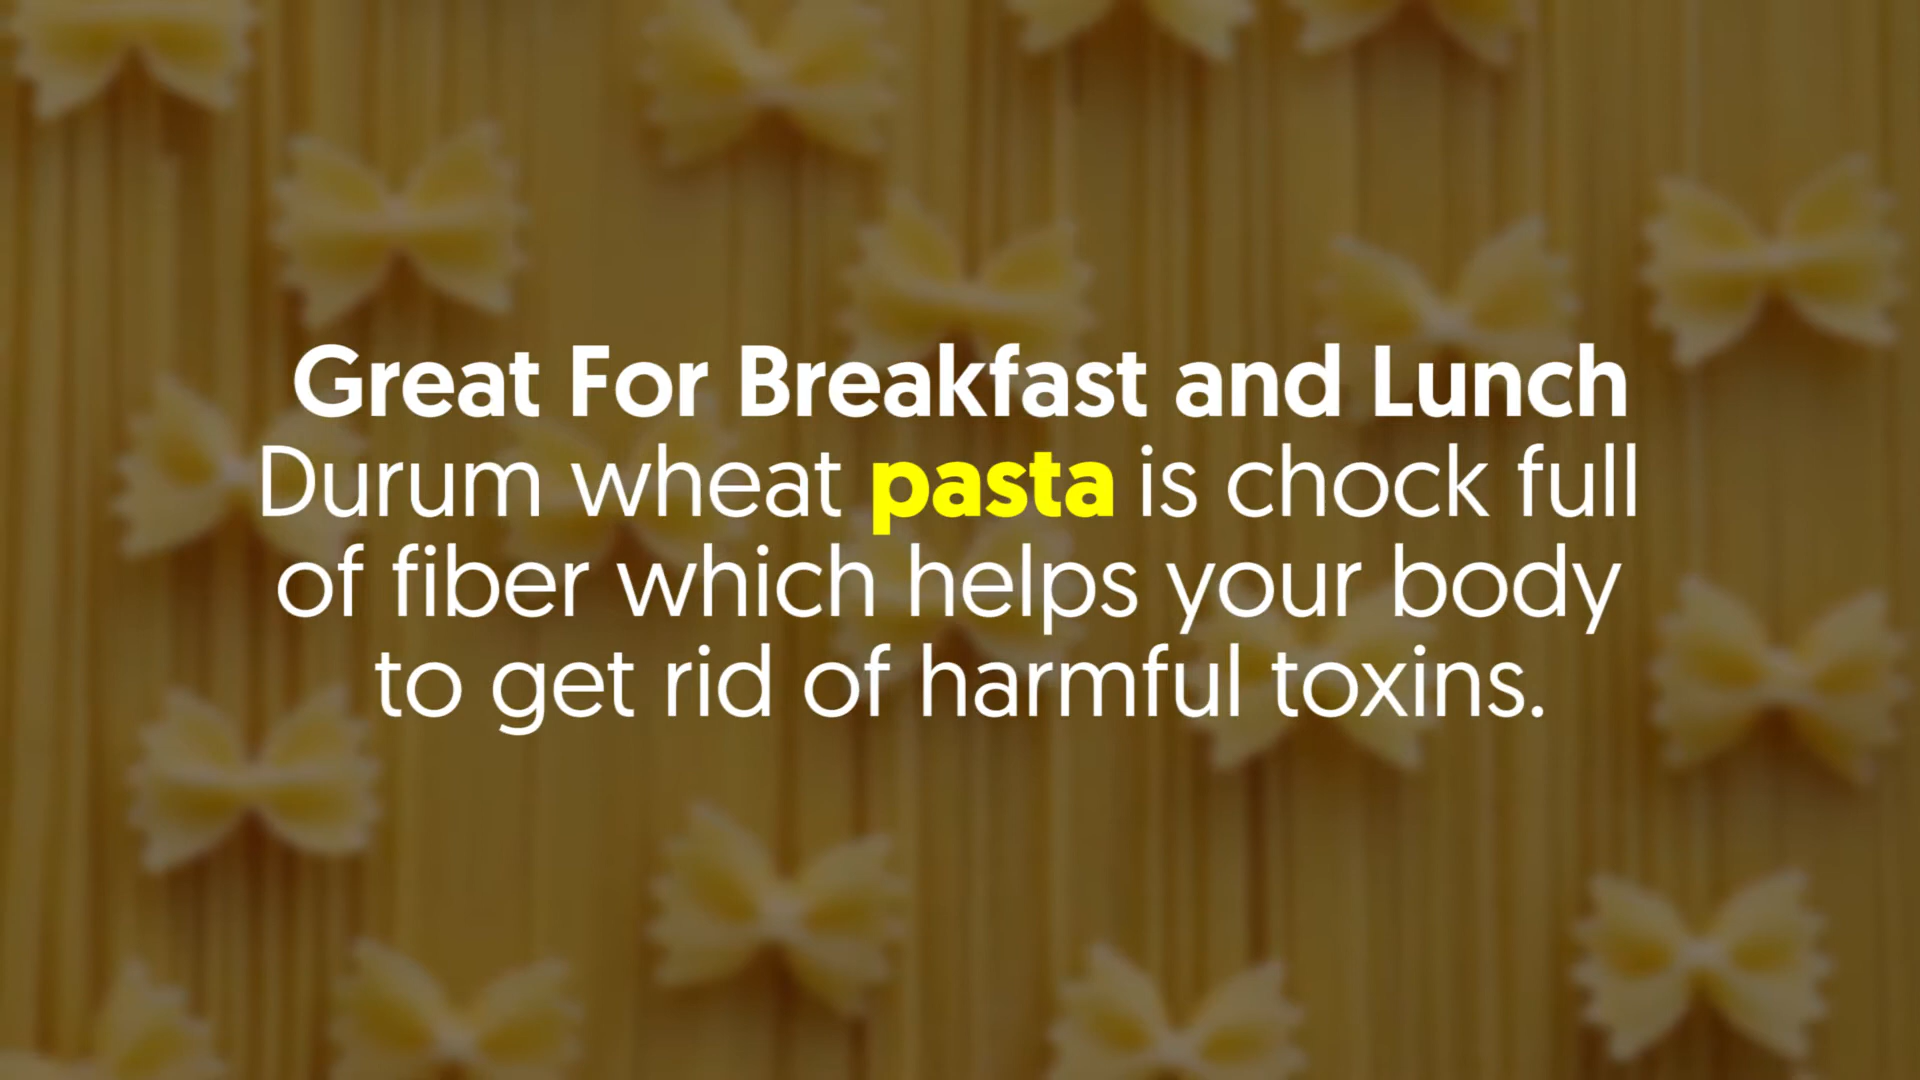 Great For Breakfast and Lunch
Durum wheat pasta is chock full
of fiber which helps your body
to get rid of harmful toxins.